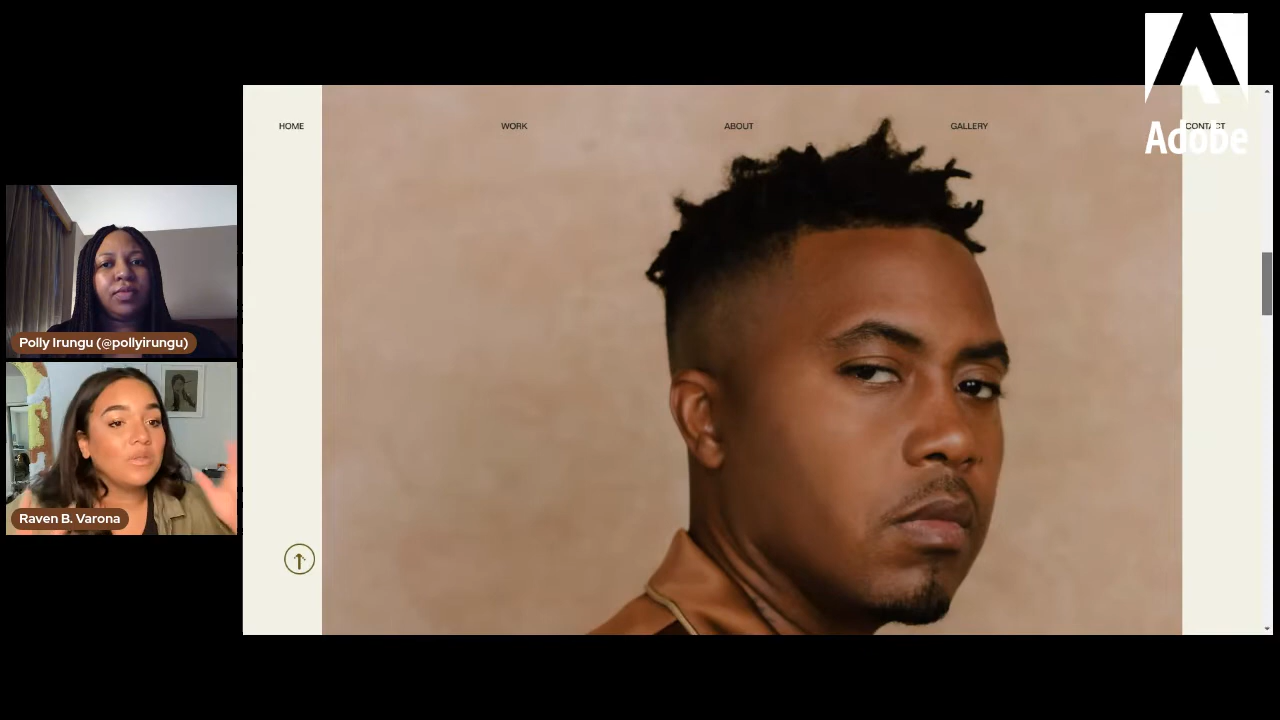 HOME WORK ABOUT GALLERY CONTACT
Adobe
Polly Irungu (@pollyirungu)
Raven B. Varona